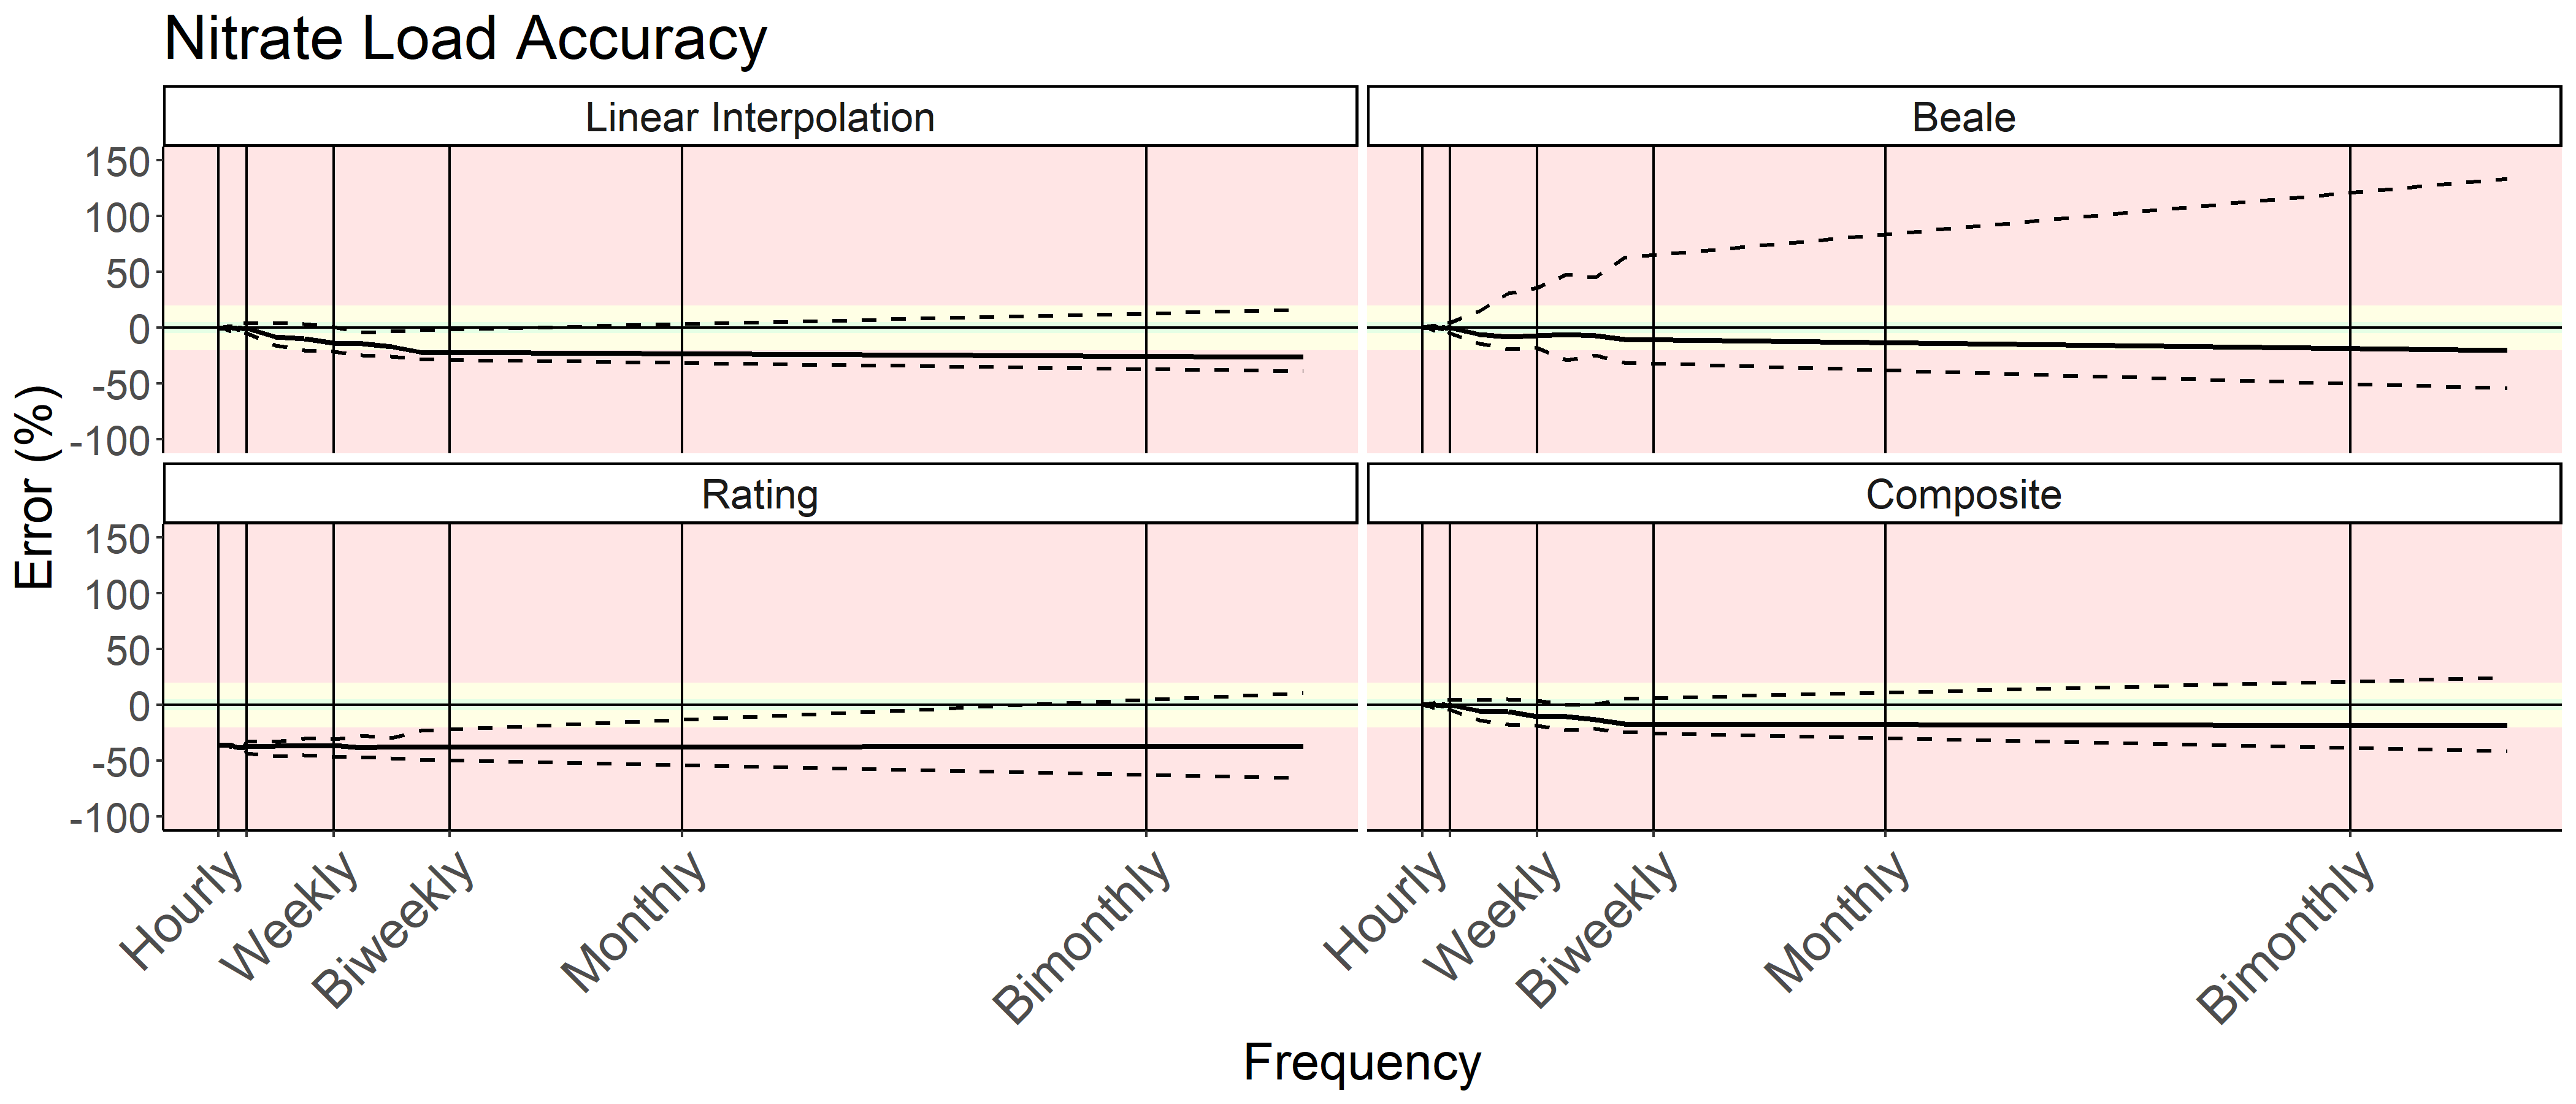 Nitrate Load Accuracy
Linear Interpolation
Beale
150
100
50
0
-50
-100
Rating
Composite
150
100
50
0
-50
-100
Error (%)
Hourly
Weekly
Biweekly
Monthly
Bimonthly
Hourly
Weekly
Biweekly
Monthly
Bimonthly
Frequency